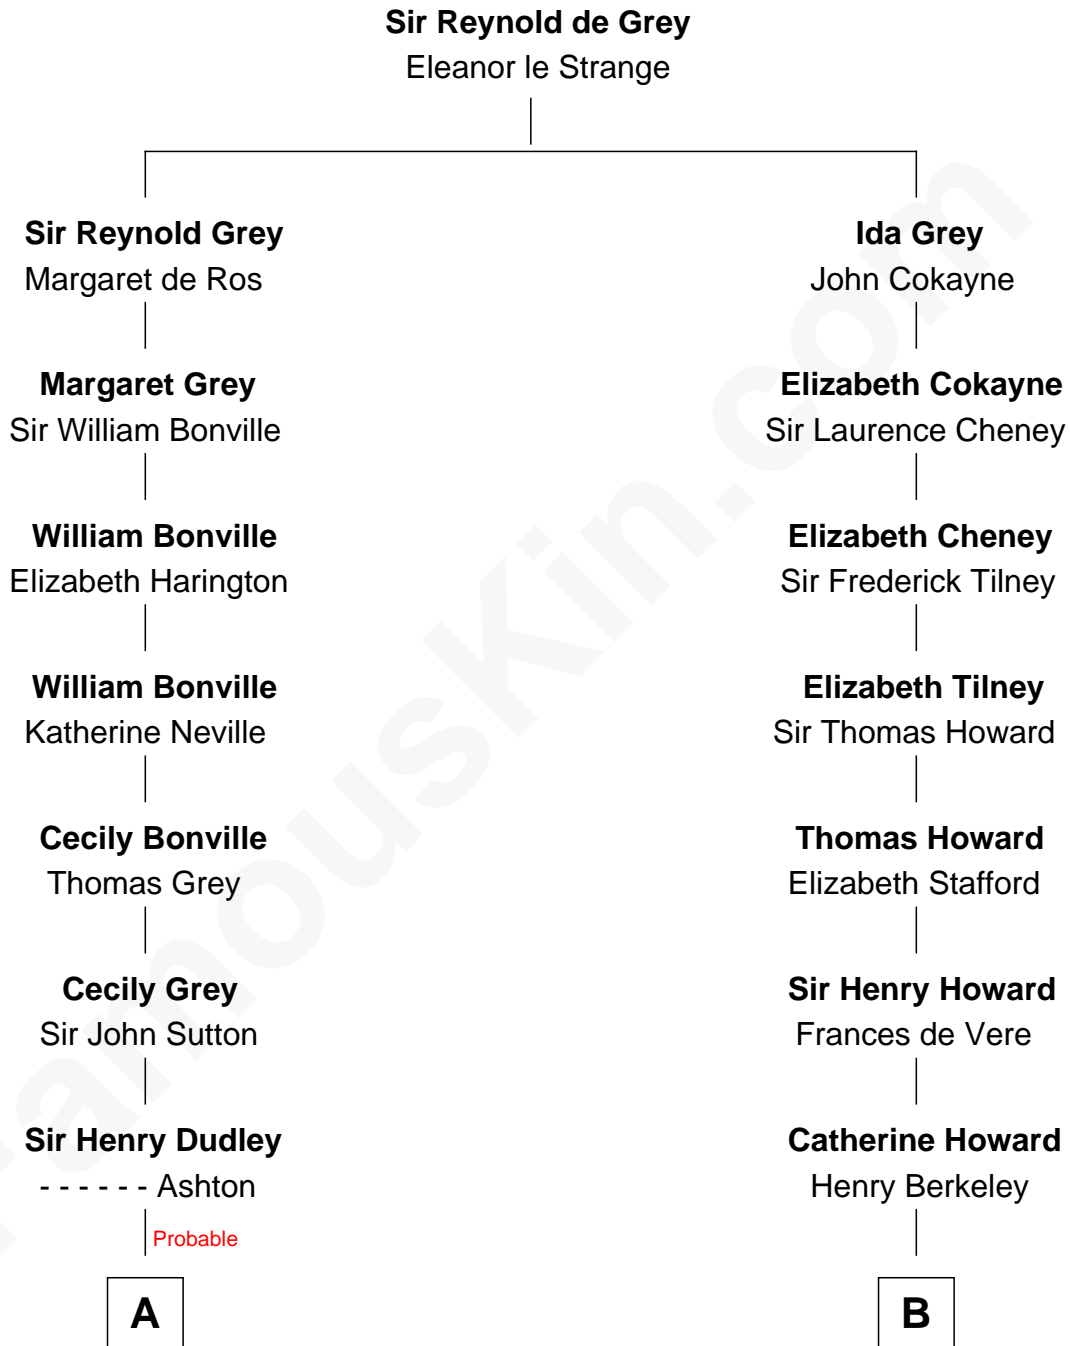 Sir Reynold de Grey
Eleanor le Strange
Sir Reynold Grey
Margaret de Ros
Ida Grey
John Cokayne
Margaret Grey
Sir William Bonville
Elizabeth Cokayne
Sir Laurence Cheney
William Bonville
Elizabeth Harington
Elizabeth Cheney
Sir Frederick Tilney
William Bonville
Katherine Neville
Elizabeth Tilney
Sir Thomas Howard
Cecily Bonville
Thomas Grey
Thomas Howard
Elizabeth Stafford
Cecily Grey
Sir John Sutton
Sir Henry Howard
Frances de Vere
Sir Henry Dudley
- - - - - - Ashton
Catherine Howard
Henry Berkeley
Probable
A
B
FamousKin.com